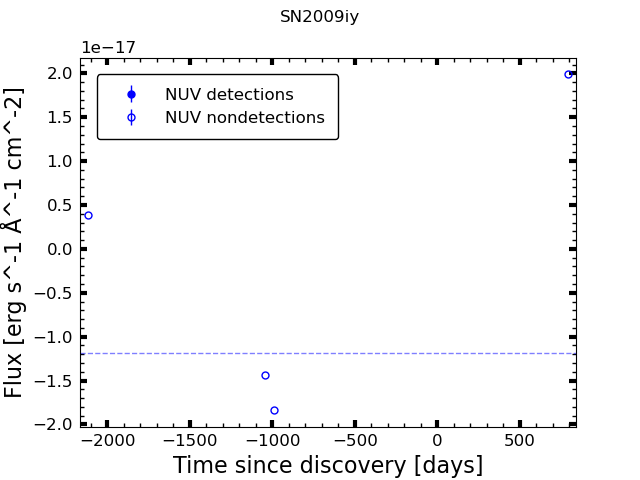 SN2009iy
1e−17
NUV detections
NUV nondetections
2.0
1.5
1.0
0.5
0.0
−0.5
−1.0
−1.5
−2.0
Flux [erg s^-1 Å^-1 cm^-2]
−2000 −1500 −1000 −500 0 500
Time since discovery [days]